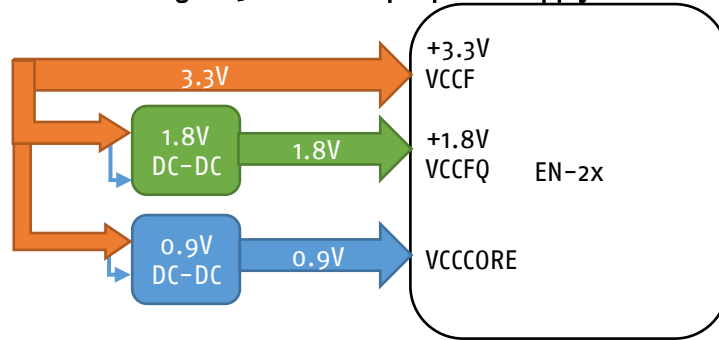 +3.3V
VCCF
3.3V
1.8V
DC-DC
1.8V
+1.8V
VCCFQ
EN-2x
0.9V
DC-DC
0.9V
VCCCORE